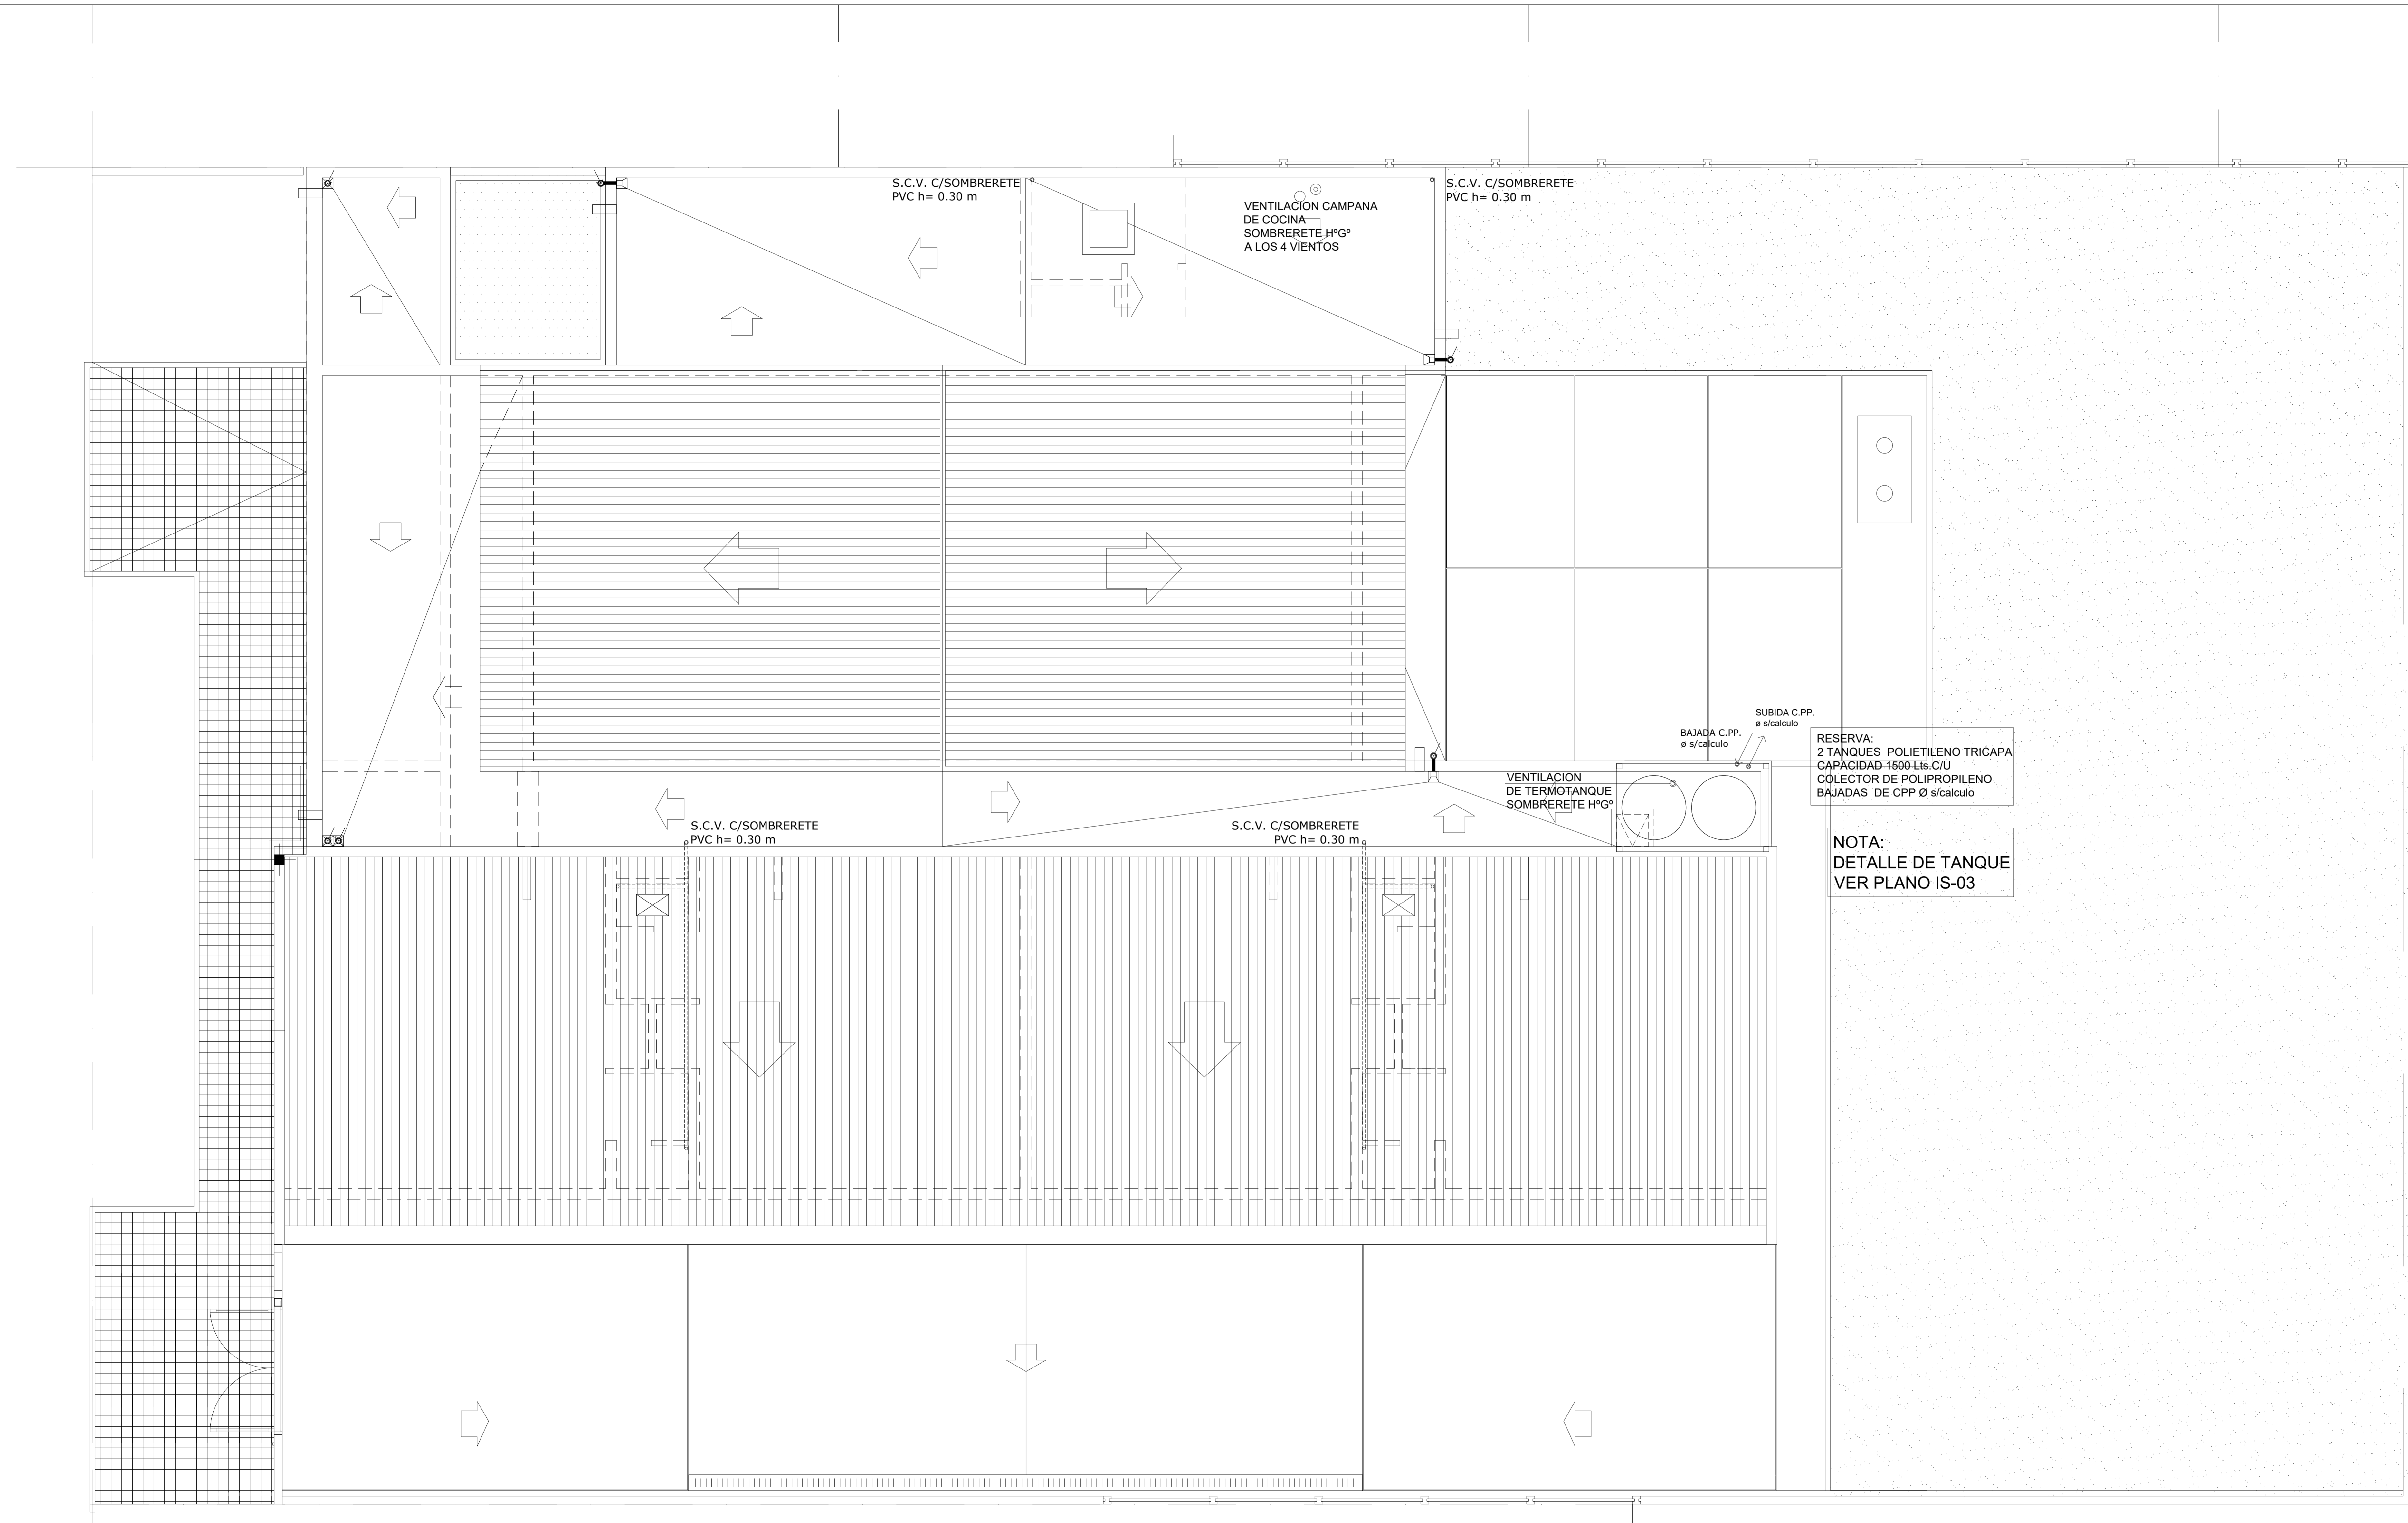 S.C.V. C/SOMBRERETE
PVC h= 0.30 m
VENTILACION CAMPANA
DE COCINA
SOMBRERETE HºGº
A LOS 4 VIENTOS
S.C.V. C/SOMBRERETE
PVC h= 0.30 m
SUBIDA C.PP.
ø s/calculo
BAJADA C.PP.
ø s/calculo
RESERVA:
2 TANQUES POLIETILENO TRICAPA
CAPACIDAD 1500 Lts.C/U
COLECTOR DE POLIPROPILENO
BAJADAS DE CPP Ø s/calculo
VENTILACION
DE TERMOTANQUE
SOMBRERETE HºGº
S.C.V. C/SOMBRERETE
PVC h= 0.30 m
S.C.V. C/SOMBRERETE
PVC h= 0.30 m
NOTA:
DETALLE DE TANQUE
VER PLANO IS-03